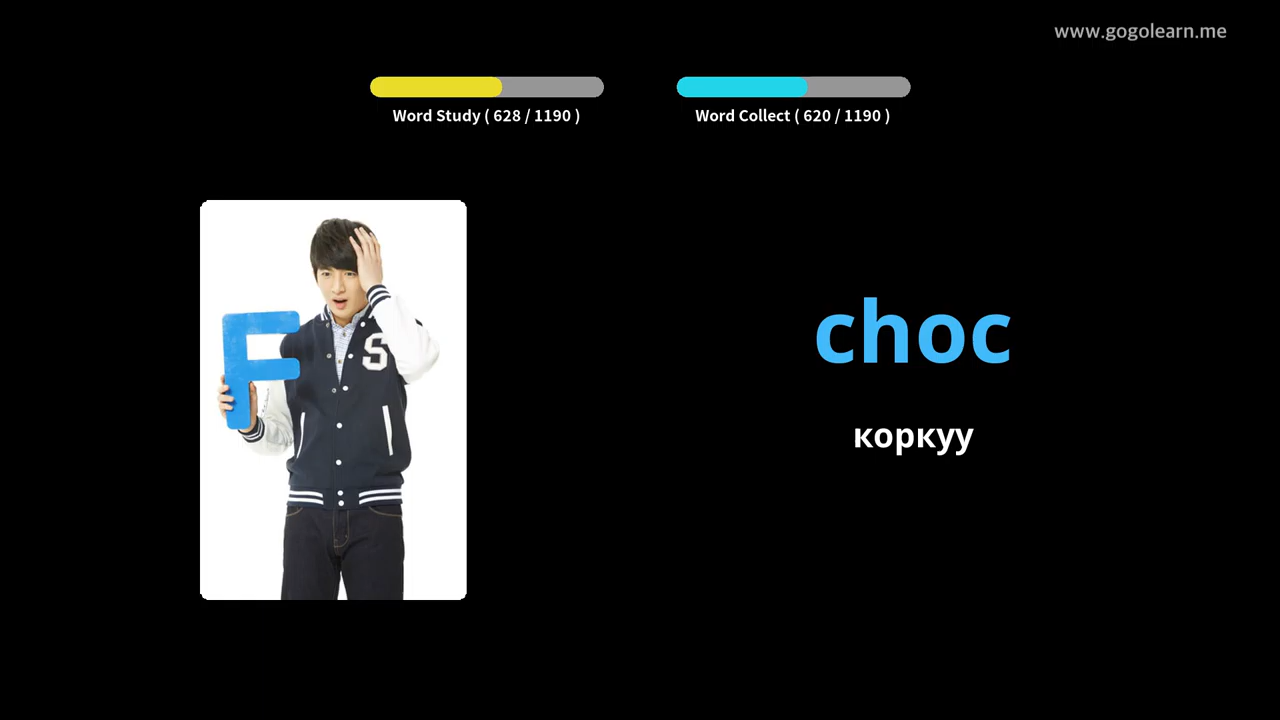 www.gogolearn.me
Word Study ( 628 / 1190 )
Word Collect ( 620 / 1190 )
F
S
choc
коркуу